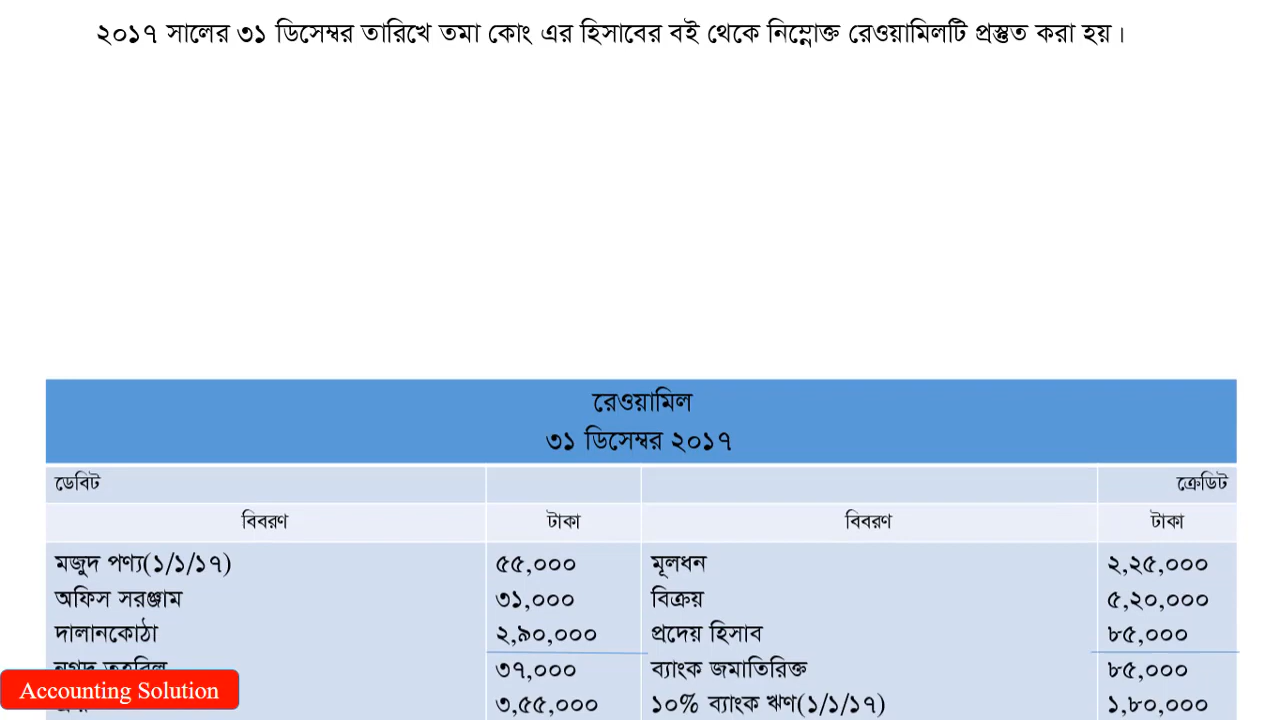 ২০১৭ সালের ৩১ ডিসেম্বর তারিখে তমা কোং এর হিসাবের বই থেকে নিম্নোক্ত রেওয়ামিলটি প্রস্তুত করা হয়।
রেওয়ামিল
৩১ ডিসেম্বর ২০১৭
ডেবিট ক্রেডিট
বিবরণ টাকা বিবরণ টাকা
মজুদ পণ্য(১/১/১৭) ৫৫,০০০ মূলধন ২,২৫,০০০
অফিস সরঞ্জাম ৩১,০০০ বিক্রয় ৫,২০,০০০
দালানকোঠা ২,৯০,০০০ প্রদেয় হিসাব ৮৫,০০০
নগদ তহবিল ৩৭,০০০ ব্যাংক জমাতিরিক্ত ৮৫,০০০
৩,৫৫,০০০ ১০% ব্যাংক ঋণ(১/১/১৭) ১,৮০,০০০
Accounting Solution